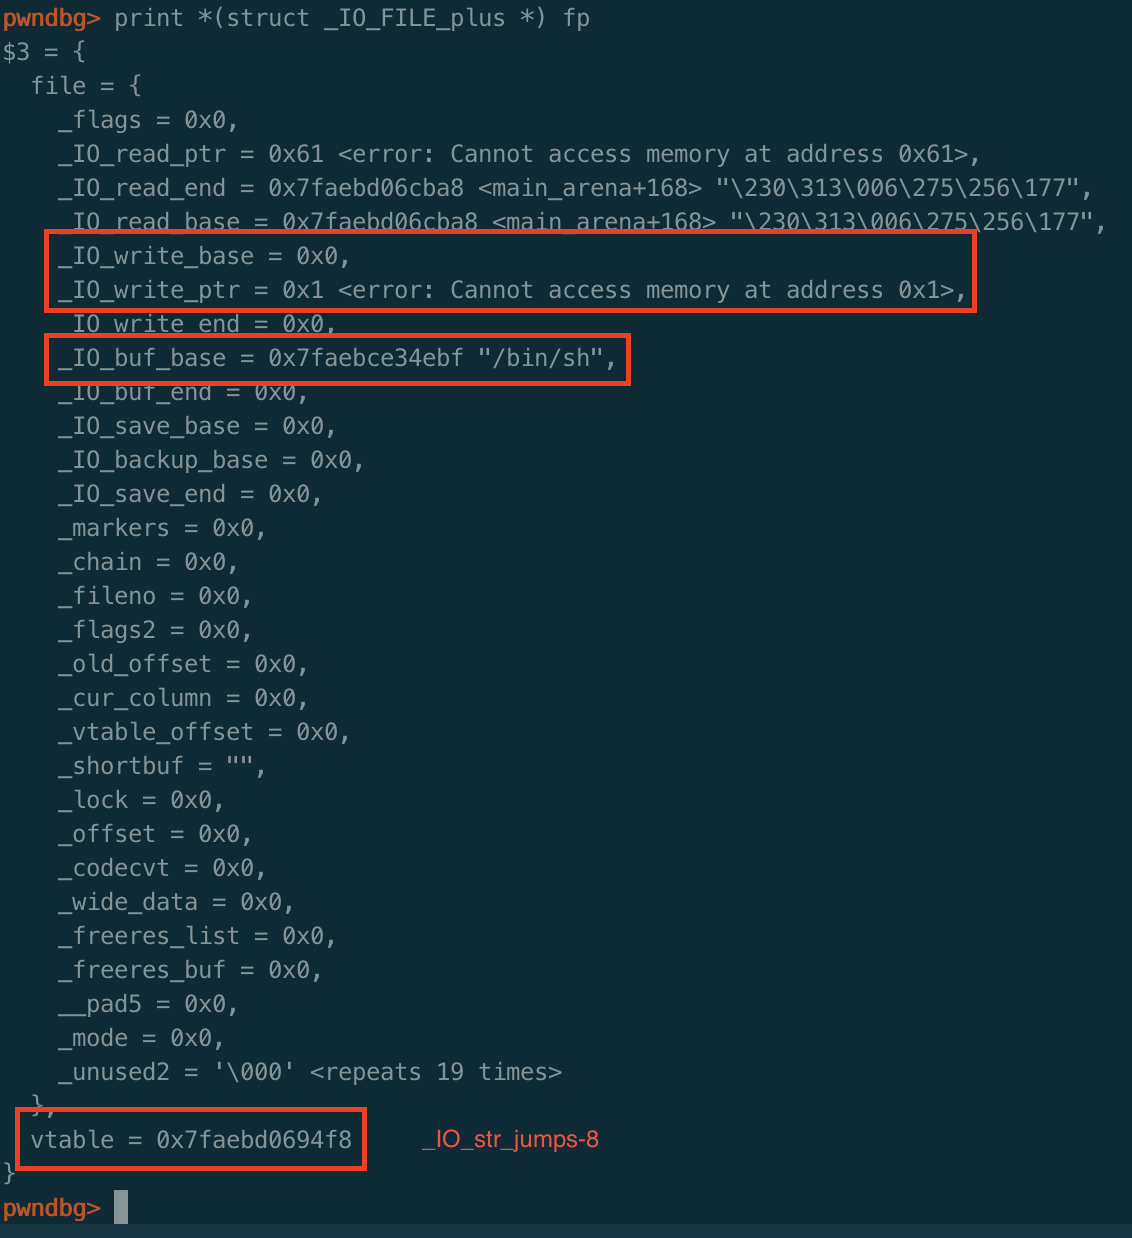 pwndbg> print *(struct _IO_FILE_plus *) fp
$3 = {
  file = {
    _flags = 0x0,
    _IO_read_ptr = 0x61 <error: Cannot access memory at address 0x61>,
    _IO_read_end = 0x7faebd06cba8 <main_arena+168> "\230\313\006\275\256\177",
    _IO_read_base = 0x7faebd06cba8 <main_arena+168> "\230\313\006\275\256\177",
    _IO_write_base = 0x0,
    _IO_write_ptr = 0x1 <error: Cannot access memory at address 0x1>,
    _IO_write_end = 0x0,
    _IO_buf_base = 0x7faebce34ebf "/bin/sh",
    _IO_buf_end = 0x0,
    _IO_save_base = 0x0,
    _IO_backup_base = 0x0,
    _IO_save_end = 0x0,
    _markers = 0x0,
    _chain = 0x0,
    _fileno = 0x0,
    _flags2 = 0x0,
    _old_offset = 0x0,
    _cur_column = 0x0,
    _vtable_offset = 0x0,
    _shortbuf = "",
    _lock = 0x0,
    _offset = 0x0,
    _codecvt = 0x0,
    _wide_data = 0x0,
    _freeres_list = 0x0,
    _freeres_buf = 0x0,
    __pad5 = 0x0,
    _mode = 0x0,
    _unused2 = '\000' <repeats 19 times>
  },
  vtable = 0x7faebd0694f8 _IO_str_jumps-8
}
pwndbg>